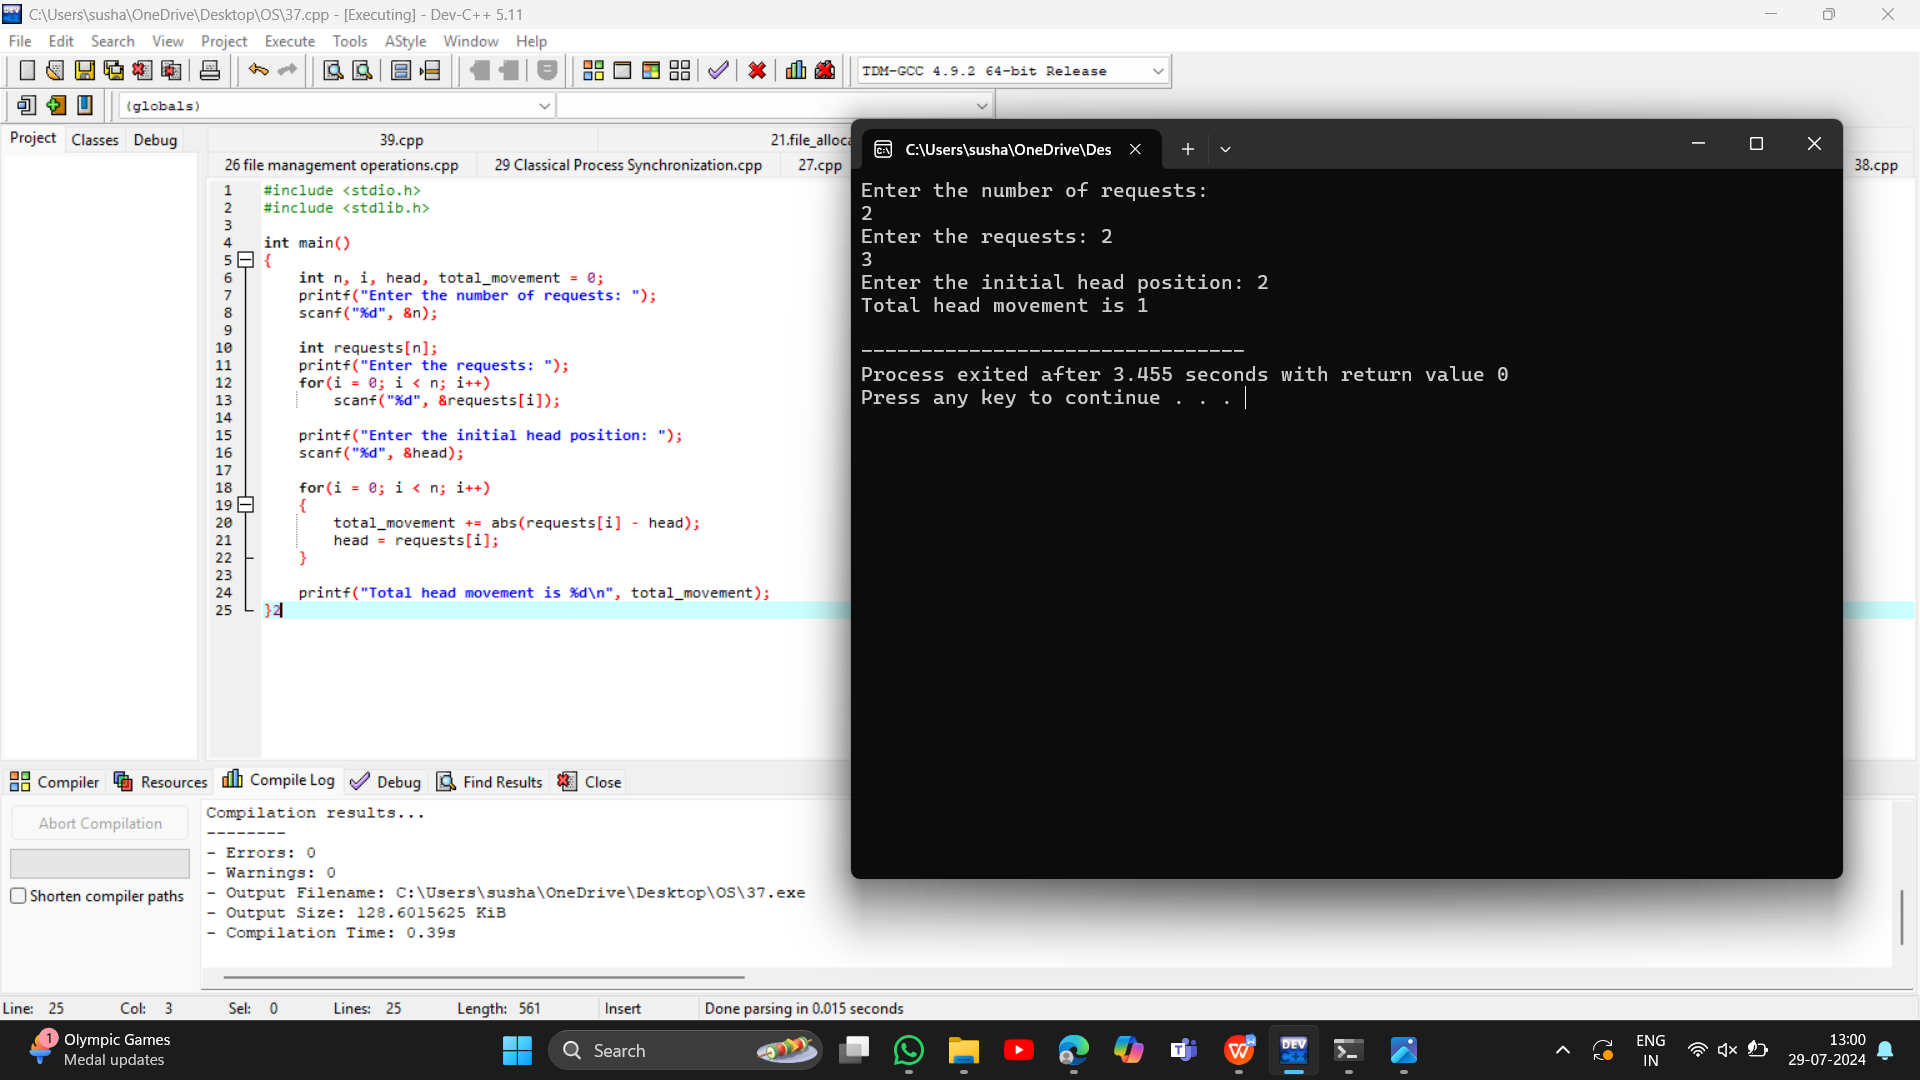 C:\Users\susha\OneDrive\Desktop\OS\37.cpp - [Executing] - Dev-C++ 5.11
File Edit Search View Project Execute Tools AStyle Window Help
TDM-GCC 4.9.2 64-bit Release
(globals)
Project Classes Debug
39.cpp 21.file_alloca
26 file management operations.cpp 29 Classical Process Synchronization.cpp 27.cpp 38.cpp
1 #include <stdio.h>
2 #include <stdlib.h>
3
4 int main()
5 {
6 int n, i, head, total_movement = 0;
7 printf("Enter the number of requests: ");
8 scanf("%d", &n);
9
10 int requests[n];
11 printf("Enter the requests: ");
12 for(i = 0; i < n; i++)
13 scanf("%d", &requests[i]);
14
15 printf("Enter the initial head position: ");
16 scanf("%d", &head);
17
18 for(i = 0; i < n; i++)
19 {
20 total_movement += abs(requests[i] - head);
21 head = requests[i];
22 }
23
24 printf("Total head movement is %d\n", total_movement);
25 }2
C:\Users\susha\OneDrive\Des
Enter the number of requests:
2
Enter the requests: 2
3
Enter the initial head position: 2
Total head movement is 1
--------------------------------
Process exited after 3.455 seconds with return value 0
Press any key to continue . . .
Compiler Resources Compile Log Debug Find Results Close
Abort Compilation
Shorten compiler paths
Compilation results...
--------
- Errors: 0
- Warnings: 0
- Output Filename: C:\Users\susha\OneDrive\Desktop\OS\37.exe
- Output Size: 128.6015625 KiB
- Compilation Time: 0.39s
Line: 25 Col: 3 Sel: 0 Lines: 25 Length: 561 Insert Done parsing in 0.015 seconds
1
Olympic Games
Medal updates
Search
DEV
ENG
IN
13:00
29-07-2024